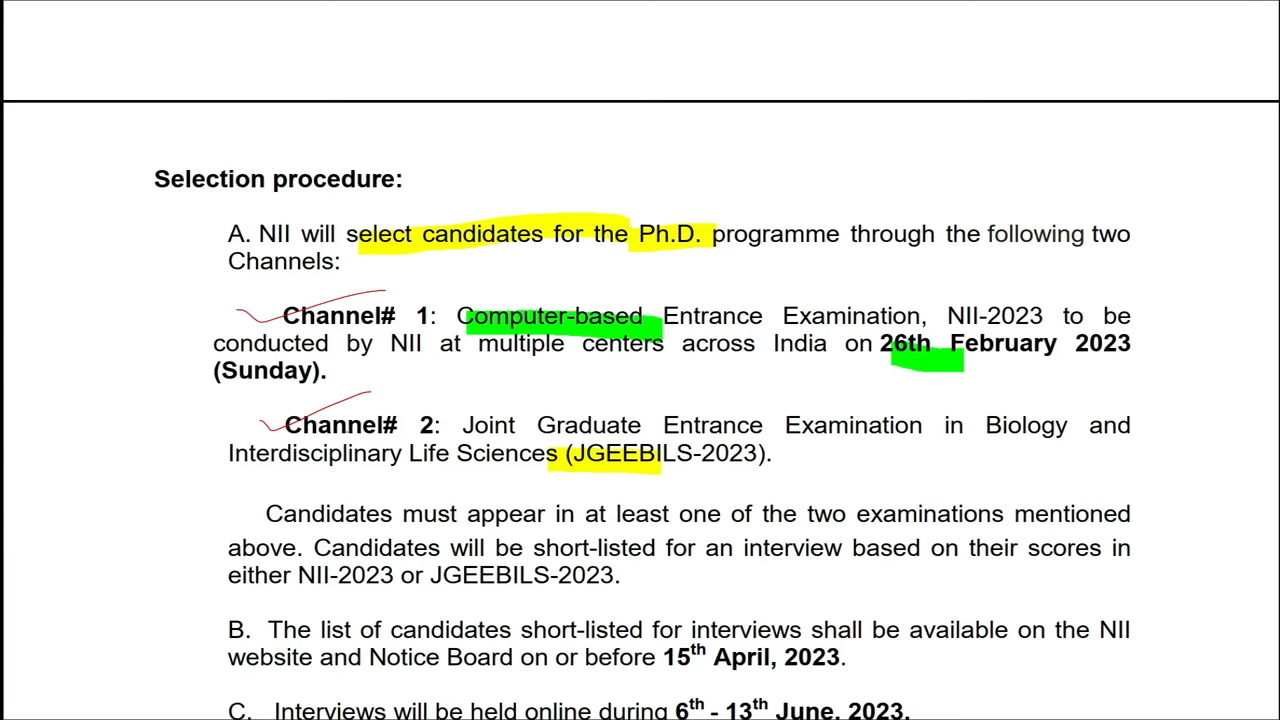 Selection procedure:
A. NII will select candidates for the Ph.D. programme through the following two
Channels:
Channel# 1: Computer-based Entrance Examination, NII-2023 to be
conducted by NII at multiple centers across India on 26th February 2023
(Sunday).
Channel# 2: Joint Graduate Entrance Examination in Biology and
Interdisciplinary Life Sciences (JGEEBILS-2023).
Candidates must appear in at least one of the two examinations mentioned
above. Candidates will be short-listed for an interview based on their scores in
either NII-2023 or JGEEBILS-2023.
B. The list of candidates short-listed for interviews shall be available on the NII
website and Notice Board on or before 15th April, 2023.
C. Interviews will be held online during 6th - 13th June, 2023.